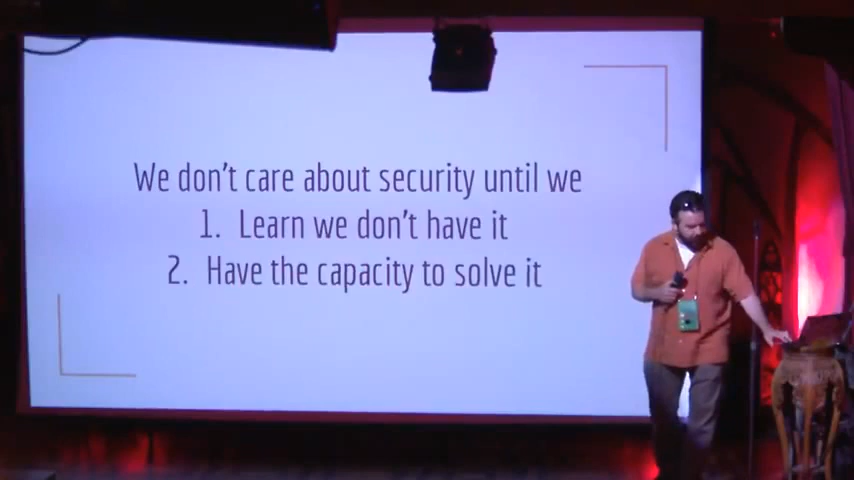 We don't care about security until we
1. Learn we don't have it
2. Have the capacity to solve it